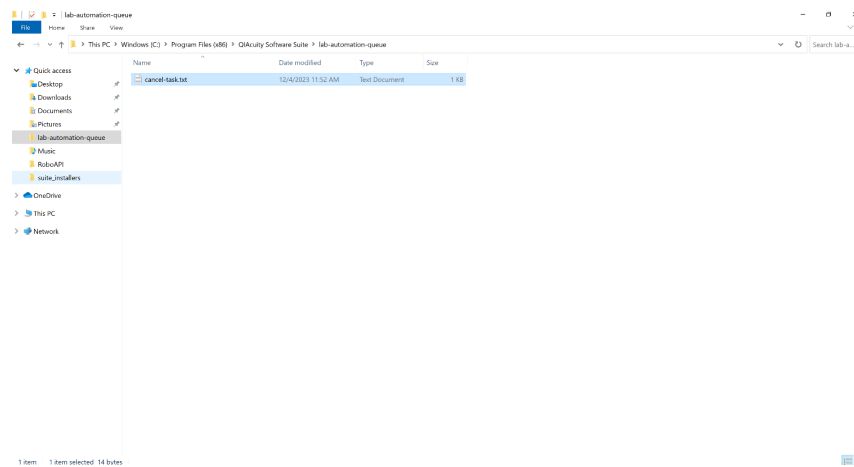 lab-automation-queue
File Home Share View
This PC > Windows (C:) > Program Files (x86) > QIAcuity Software Suite > lab-automation-queue
Search lab-a...
Name Date modified Type Size
Quick access
cancel-task.txt 12/4/2023 11:52 AM Text Document 1 KB
Desktop
Downloads
Documents
Pictures
lab-automation-queue
Music
RoboAPI
suite_installers
OneDrive
This PC
Network
1 item 1 item selected 14 bytes